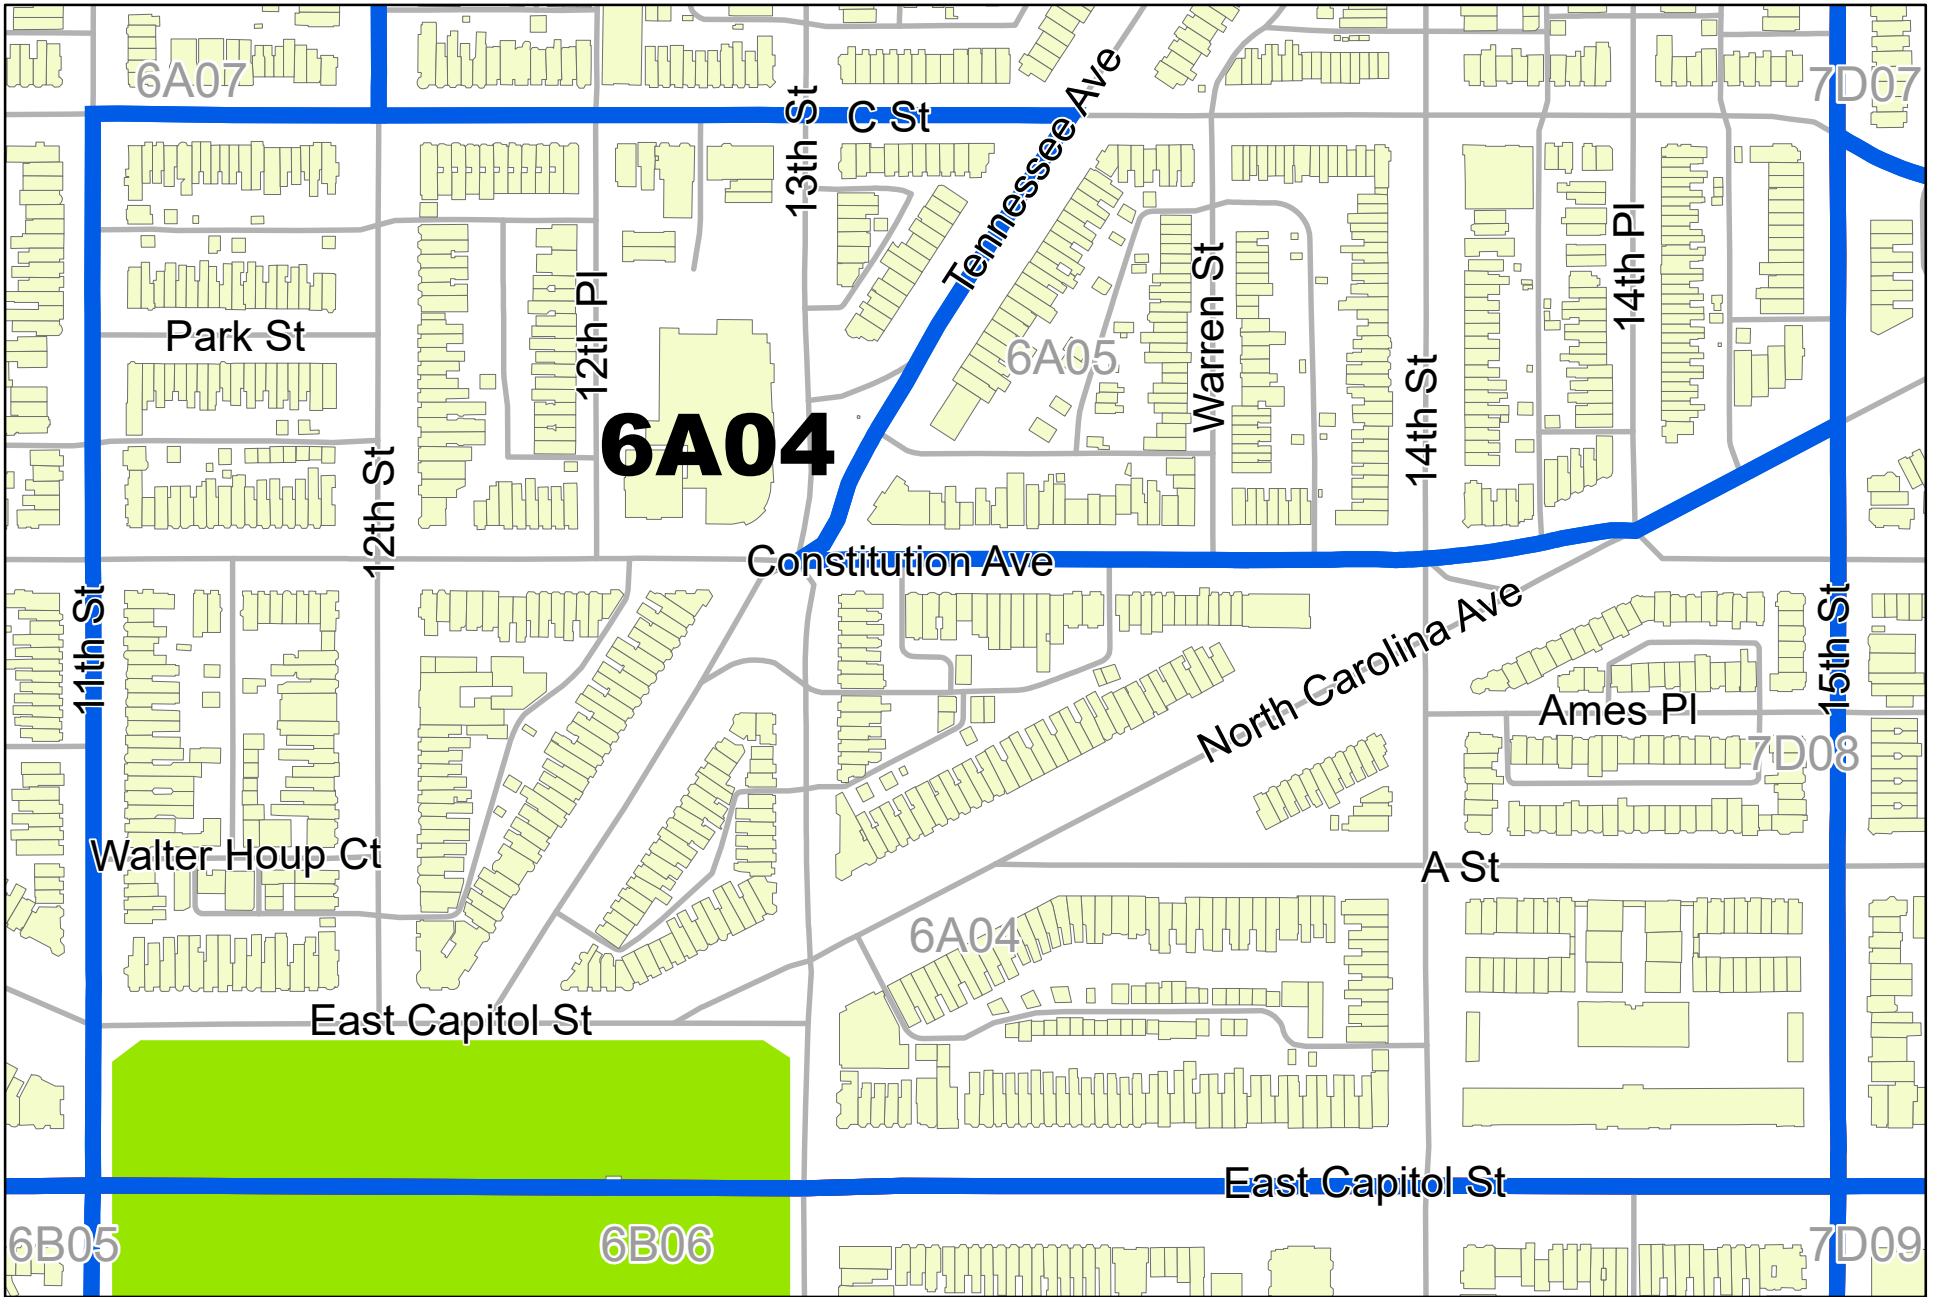 6A07
7D07
C St
13th St
Tennessee Ave
12th Pl
Park St
14th Pl
Warren St
6A05
14th St
6A04
12th St
Constitution Ave
11th St
North Carolina Ave
15th St
Ames Pl
7D08
Walter Houp Ct
A St
6A04
East Capitol St
East Capitol St
6B05
6B06
7D09